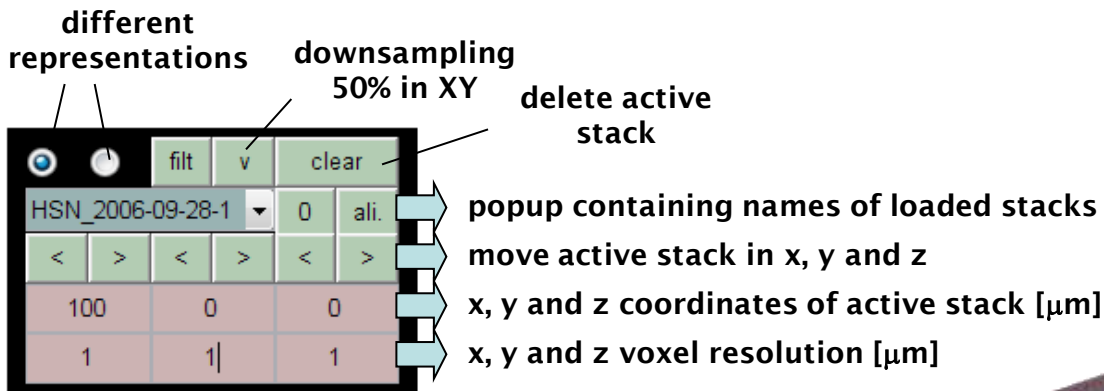 different
representations
downsampling
50% in XY
delete active
stack
filt v clear
HSN_2006-09-28-1 0 ali.
popup containing names of loaded stacks
< > < > < >
move active stack in x, y and z
100 0 0
x, y and z coordinates of active stack [μm]
1 1 1
x, y and z voxel resolution [μm]